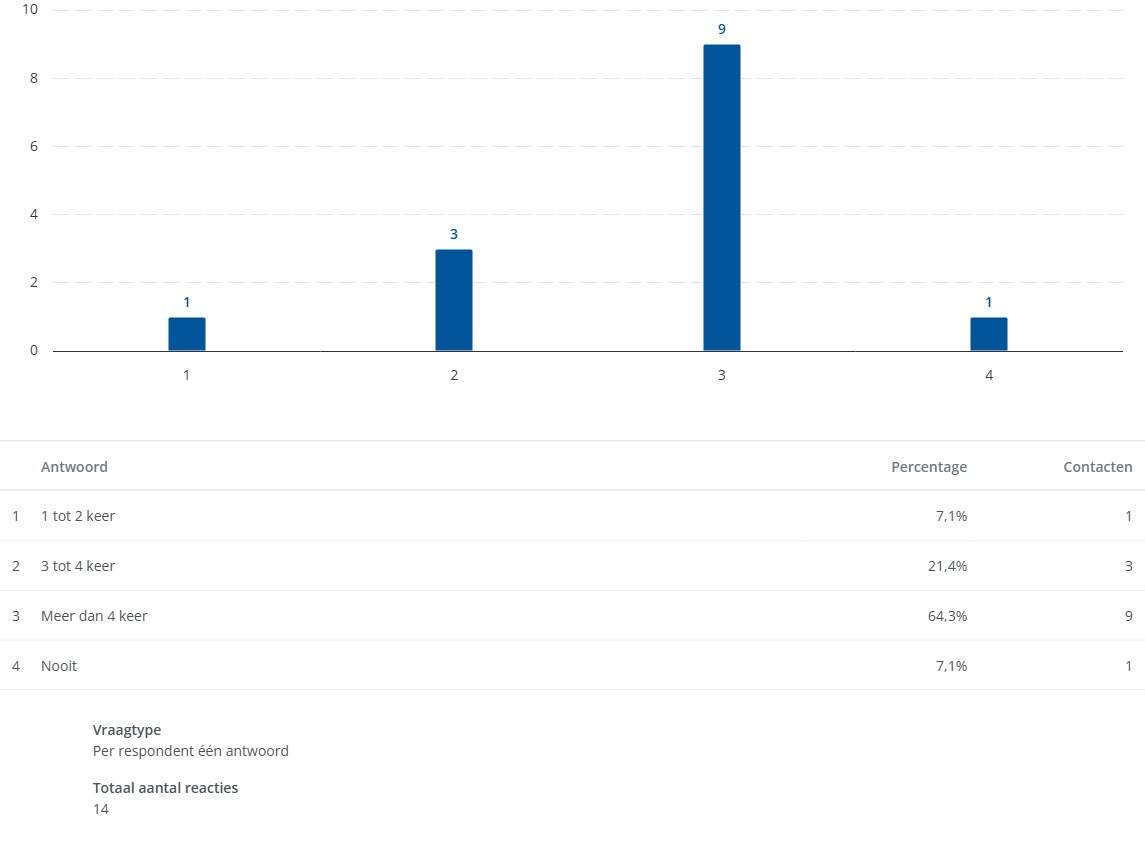 10
9
8
6
4
3
2
1
1
0
1 2 3 4
Antwoord Percentage Contacten
1 1 tot 2 keer 7,1% 1
2 3 tot 4 keer 21,4% 3
3 Meer dan 4 keer 64,3% 9
4 Nooit 7,1% 1
Vraagtype
Per respondent één antwoord
Totaal aantal reacties
14